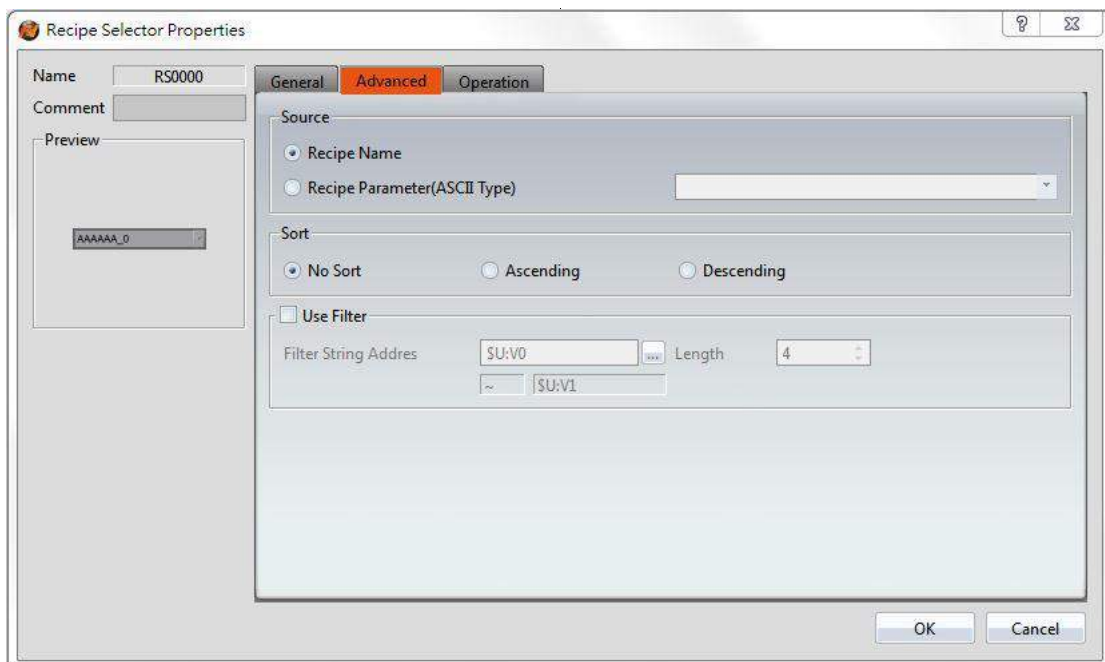 Recipe Selector Properties
Name RS0000
Comment
Preview
AAAAAA_0
General Advanced Operation
Source
Recipe Name
Recipe Parameter(ASCII Type)
Sort
No Sort Ascending Descending
Use Filter
Filter String Addres $U:V0 ... Length 4
~ $U:V1
OK Cancel